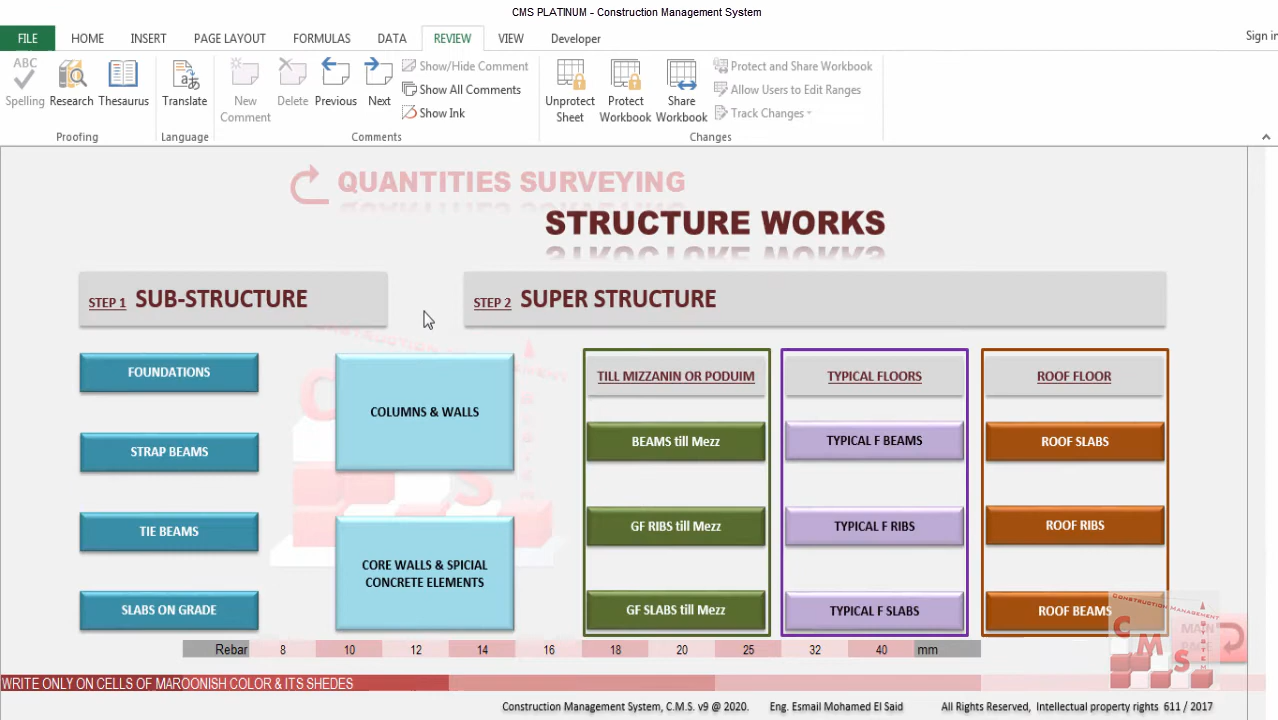 CMS PLATINUM - Construction Management System
FILE HOME INSERT PAGE LAYOUT FORMULAS DATA REVIEW VIEW Developer
Sign in
ABC
Spelling
Research
Thesaurus
Translate
New
Comment
Delete
Previous
Next
Show/Hide Comment
Show All Comments
Show Ink
Unprotect
Sheet
Protect
Workbook
Share
Workbook
Protect and Share Workbook
Allow Users to Edit Ranges
Track Changes
Proofing
Language
Comments
Changes
QUANTITIES SURVEYING
STRUCTURE WORKS
STEP 1 SUB-STRUCTURE
STEP 2 SUPER STRUCTURE
FOUNDATIONS
STRAP BEAMS
TIE BEAMS
SLABS ON GRADE
COLUMNS & WALLS
CORE WALLS & SPICIAL
CONCRETE ELEMENTS
TILL MIZZANIN OR PODUIM
BEAMS till Mezz
GF RIBS till Mezz
GF SLABS till Mezz
TYPICAL FLOORS
TYPICAL F BEAMS
TYPICAL F RIBS
TYPICAL F SLABS
ROOF FLOOR
ROOF SLABS
ROOF RIBS
ROOF BEAMS
CONSTRUCTION MANAGEMENT
SYSTEM
CMS
MAIN
PAGE
Rebar 8 10 12 14 16 18 20 25 32 40 mm
WRITE ONLY ON CELLS OF MAROONISH COLOR & ITS SHEDES
Construction Management System, C.M.S. v9 @ 2020. Eng. Esmail Mohamed El Said All Rights Reserved, Intellectual property rights 611 / 2017